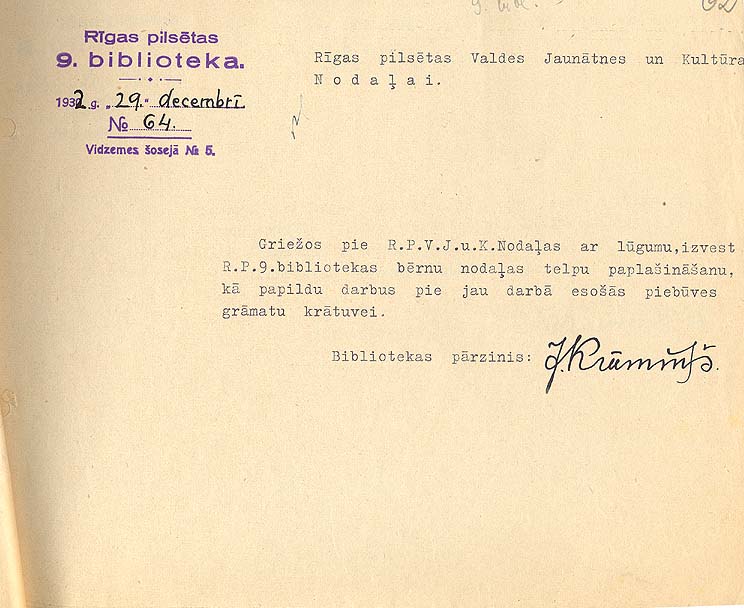 Rīgas pilsētas
9. biblioteka.
1932 g. „29.“ decembrī.
№ 64.
Vidzemes šosejā № 5.
Rīgas pilsētas Valdes Jaunātnes un Kultūra
Nodaļai.
Griežos pie R.P.V.J.u.K.Nodaļas ar lūgumu,izvest
R.P.9.bibliotekas bērnu nodaļas telpu paplašināšanu,
kā papildu darbus pie jau darbā esošās piebūves
grāmatu krātuvei.
Bibliotekas pārzinis: